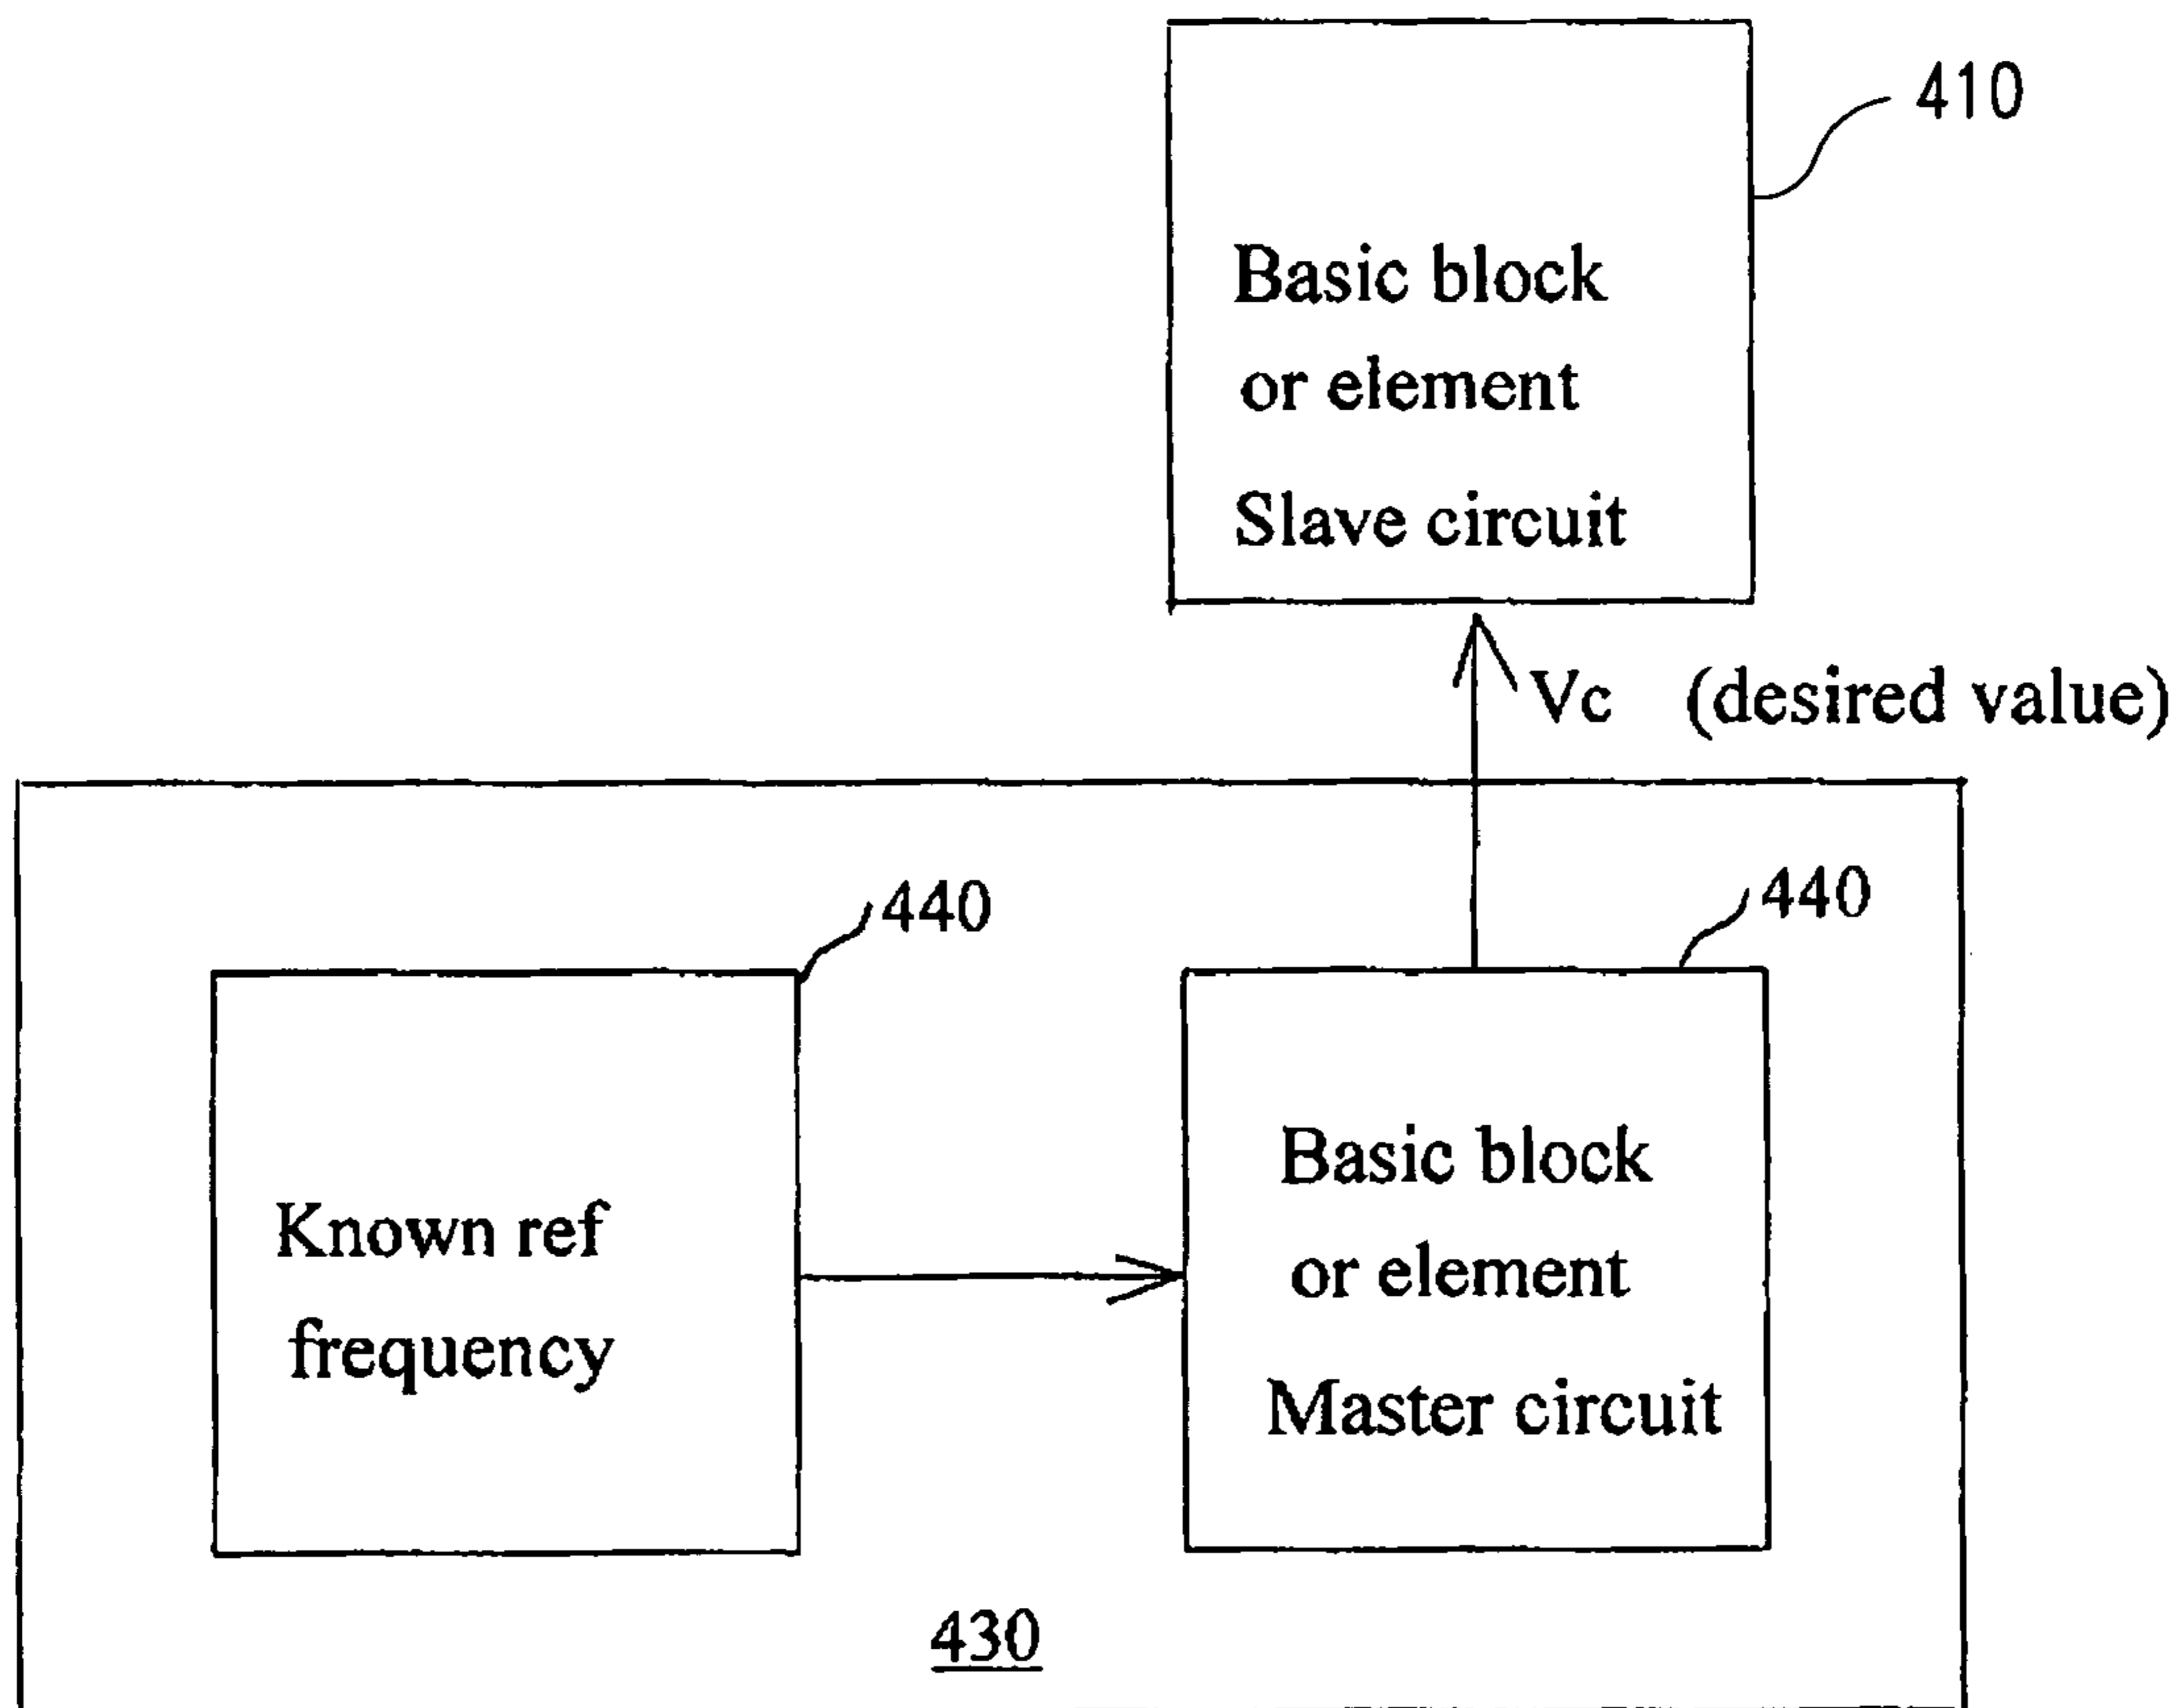 410
Basic block
or element
Slave circuit
Vc (desired value)
440
440
Known ref
frequency
Basic block
or element
Master circuit
430